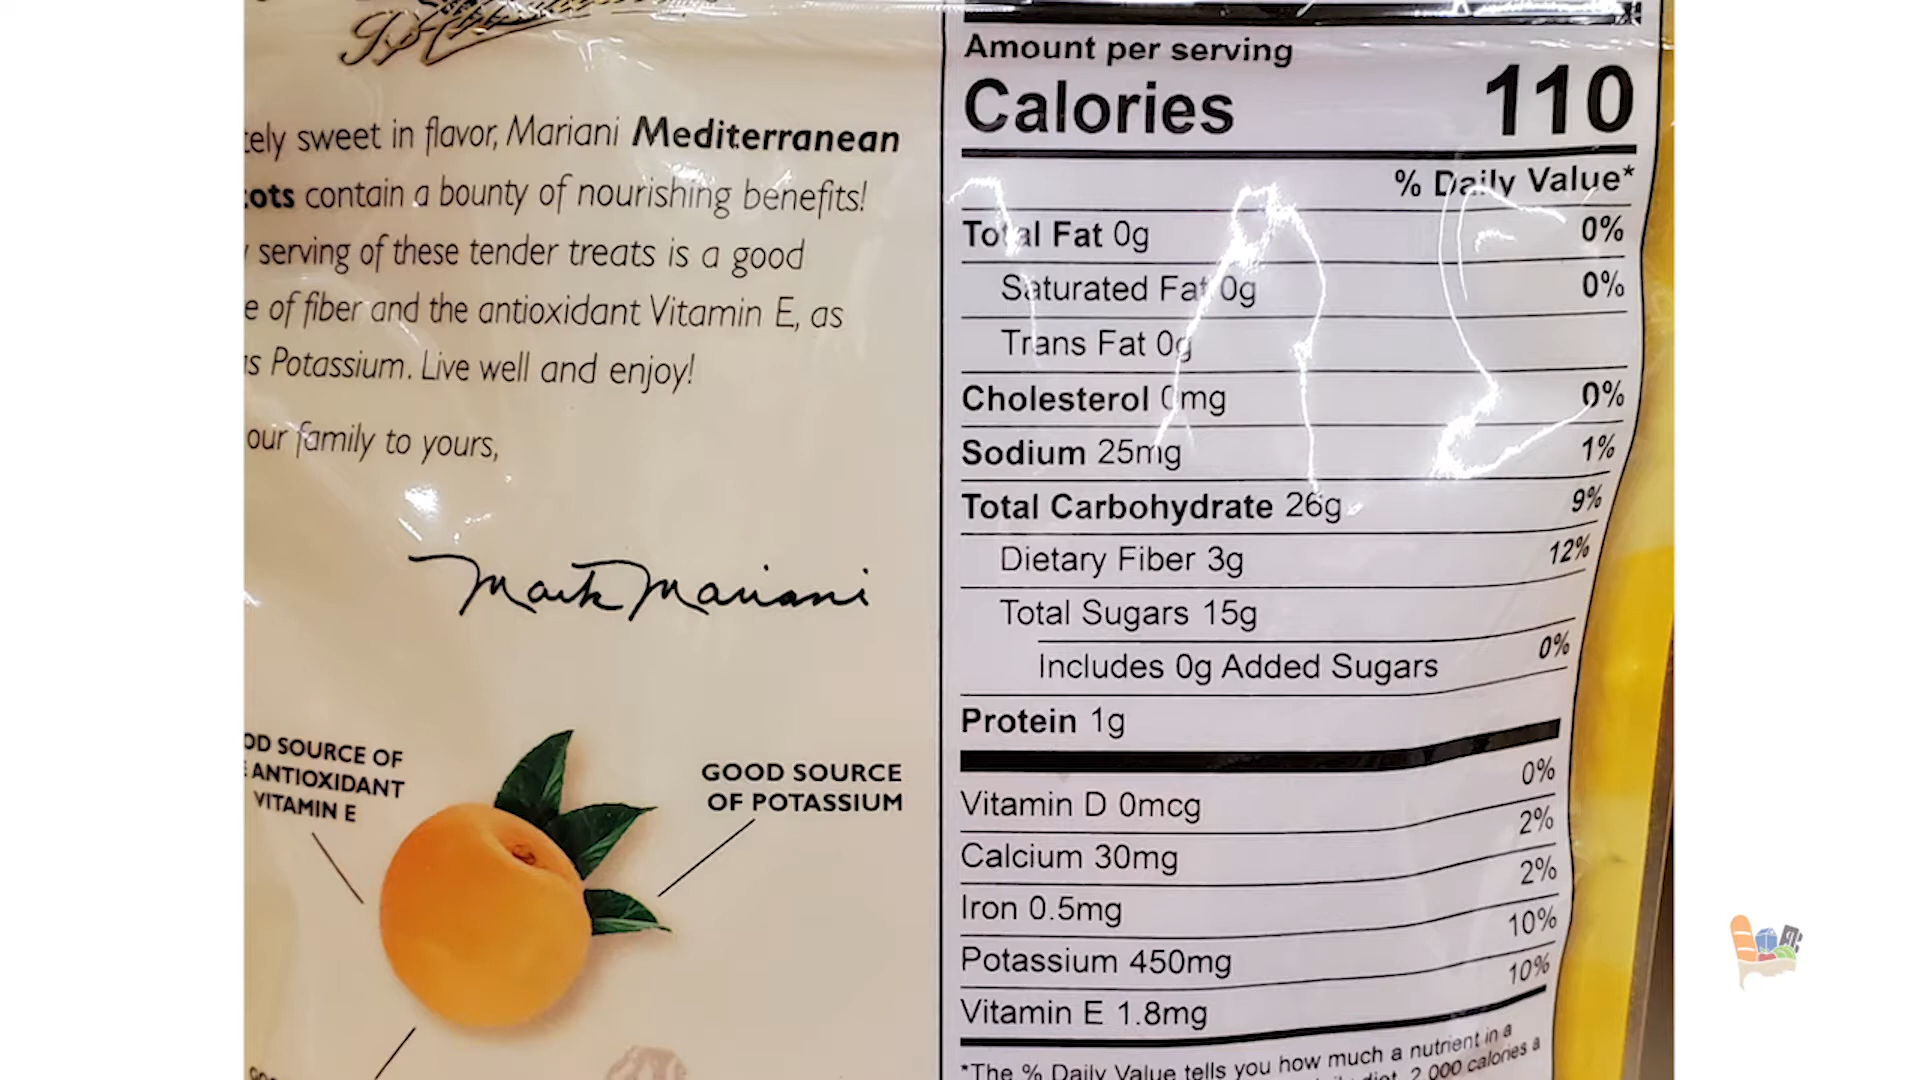 tely sweet in flavor, Mariani Mediterranean
cots contain a bounty of nourishing benefits!
serving of these tender treats is a good
e of fiber and the antioxidant Vitamin E, as
is Potassium. Live well and enjoy!
our family to yours,
Mark Mariani
OD SOURCE OF
ANTIOXIDANT
VITAMIN E
GOOD SOURCE
OF POTASSIUM
Amount per serving
Calories 110
% Daily Value*
Total Fat 0g 0%
Saturated Fat 0g 0%
Trans Fat 0g
Cholesterol 0mg 0%
Sodium 25mg 1%
Total Carbohydrate 26g 9%
Dietary Fiber 3g 12%
Total Sugars 15g
Includes 0g Added Sugars 0%
Protein 1g
Vitamin D 0mcg 0%
Calcium 30mg 2%
Iron 0.5mg 2%
Potassium 450mg 10%
Vitamin E 1.8mg 10%
*The % Daily Value tells you how much a nutrient in a
diet. 2,000 calories a